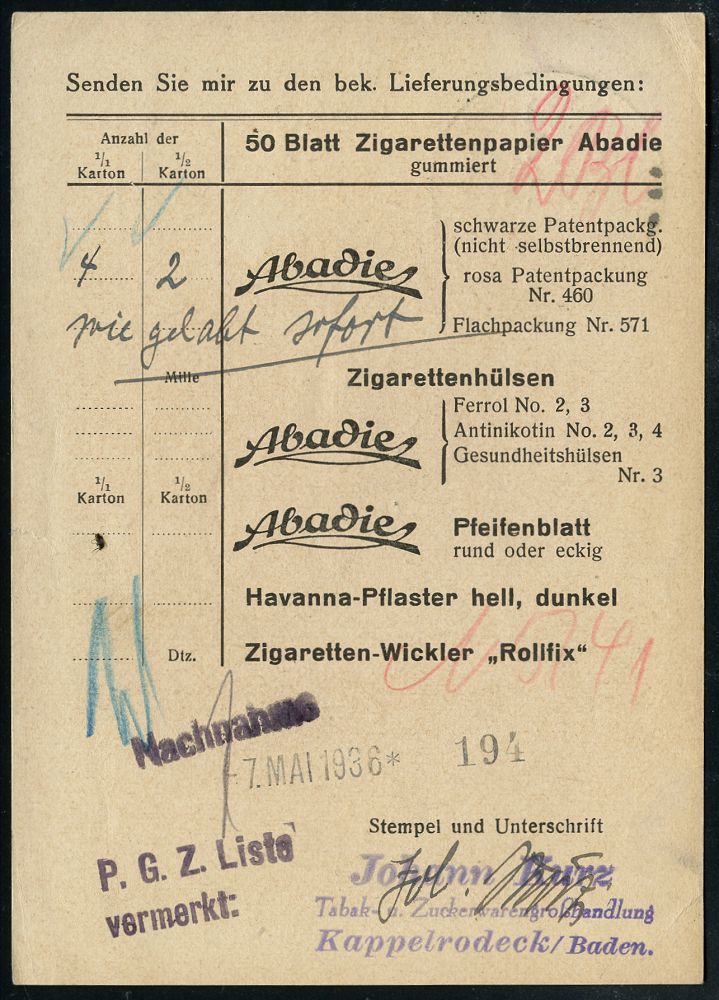 Senden Sie mir zu den bek. Lieferungsbedingungen:
Anzahl der
1/1 Karton
1/2 Karton
50 Blatt Zigarettenpapier Abadie
gummiert
4 2
Abadie
schwarze Patentpackg.
(nicht selbstbrennend)
rosa Patentpackung
Nr. 460
Flachpackung Nr. 571
wie gehabt sofort
Mille
Zigarettenhülsen
Abadie
Ferrol No. 2, 3
Antinikotin No. 2, 3, 4
Gesundheitshülsen
Nr. 3
1/1 Karton
1/2 Karton
Abadie
Pfeifenblatt
rund oder eckig
Havanna-Pflaster hell, dunkel
Dtz.
Zigaretten-Wickler „Rollfix“
Nachnahme
7. MAI 1936*
194
P. G. Z. Liste
vermerkt:
Stempel und Unterschrift
Johann Kurz
Tabak- u. Zuckerwarengroßhandlung
Kappelrodeck/Baden.